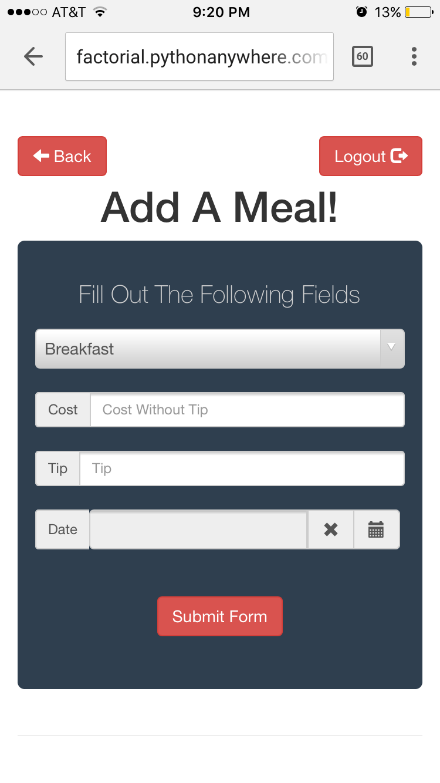 AT&T 9:20 PM 13%
factorial.pythonanywhere.com 60
Back Logout
Add A Meal!
Fill Out The Following Fields
Breakfast
Cost Cost Without Tip
Tip Tip
Date
Submit Form